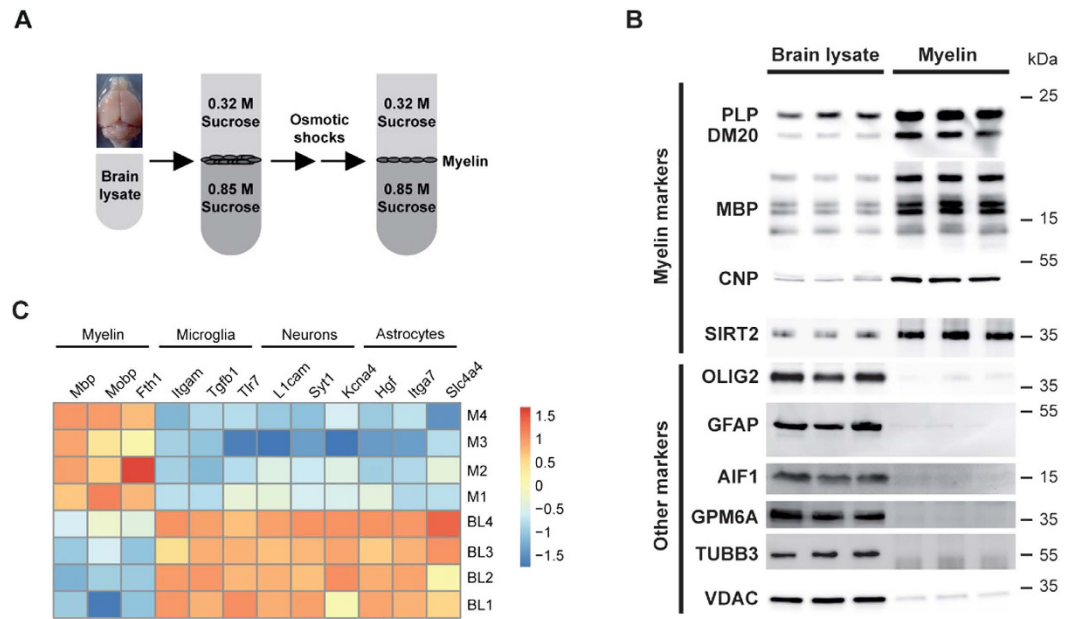 A
0.32 M
Sucrose
0.85 M
Sucrose
Brain
lysate
Osmotic
shocks
0.32 M
Sucrose
0.85 M
Sucrose
Myelin
B
Brain lysate Myelin kDa
Myelin markers
PLP
DM20
25
MBP
15
55
CNP
SIRT2
35
Other markers
OLIG2
35
55
GFAP
AIF1
15
GPM6A
35
TUBB3
55
35
VDAC
C
Myelin Microglia Neurons Astrocytes
Mbp Mobp Fth1 Itgam Tgfb1 Tlr7 L1cam Syt1 Kcna4 Hgf Itga7 Slc4a4
M4
M3
M2
M1
BL4
BL3
BL2
BL1
1.5
1
0.5
0
−0.5
−1
−1.5